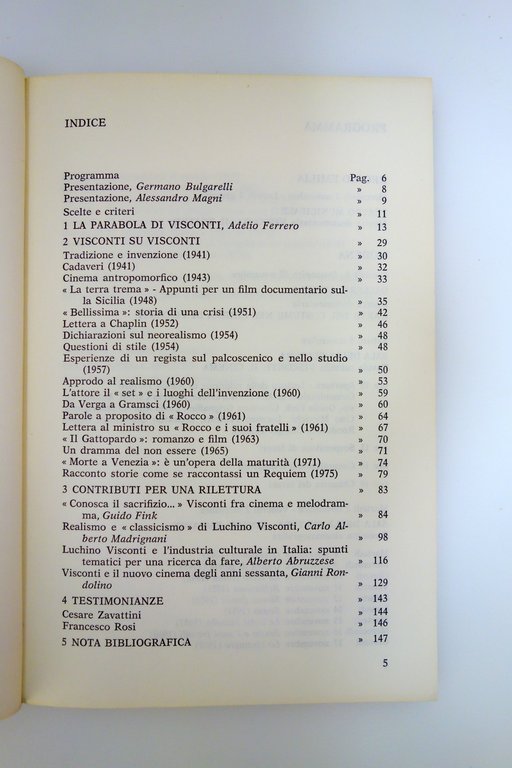 INDICE
Programma Pag. 6
Presentazione, Germano Bulgarelli » 8
Presentazione, Alessandro Magni » 9
Scelte e criteri » 11
1 LA PARABOLA DI VISCONTI, Adelio Ferrero » 13
2 VISCONTI SU VISCONTI » 29
Tradizione e invenzione (1941) » 30
Cadaveri (1941) » 32
Cinema antropomorfico (1943) » 33
« La terra trema » - Appunti per un film documentario sul-
la Sicilia (1948) » 35
« Bellissima »: storia di una crisi (1951) » 42
Lettera a Chaplin (1952) » 46
Dichiarazioni sul neorealismo (1954) » 48
Questioni di stile (1954) » 48
Esperienze di un regista sul palcoscenico e nello studio
(1957) » 50
Approdo al realismo (1960) » 53
L'attore il « set » e i luoghi dell'invenzione (1960) » 59
Da Verga a Gramsci (1960) » 60
Parole a proposito di « Rocco » (1961) » 64
Lettera al ministro su « Rocco e i suoi fratelli » (1961) » 67
« Il Gattopardo »: romanzo e film (1963) » 70
Un dramma del non essere (1965) » 71
« Morte a Venezia »: è un'opera della maturità (1971) » 74
Racconto storie come se raccontassi un Requiem (1975) » 79
3 CONTRIBUTI PER UNA RILETTURA » 83
« Conosca il sacrifizio... » Visconti fra cinema e melodram-
ma, Guido Fink » 84
Realismo e « classicismo » di Luchino Visconti, Carlo Al-
berto Madrignani » 98
Luchino Visconti e l'industria culturale in Italia: spunti
tematici per una ricerca da fare, Alberto Abruzzese » 116
Visconti e il nuovo cinema degli anni sessanta, Gianni Ron-
dolino » 129
4 TESTIMONIANZE » 143
Cesare Zavattini » 144
Francesco Rosi » 146
5 NOTA BIBLIOGRAFICA » 147
5